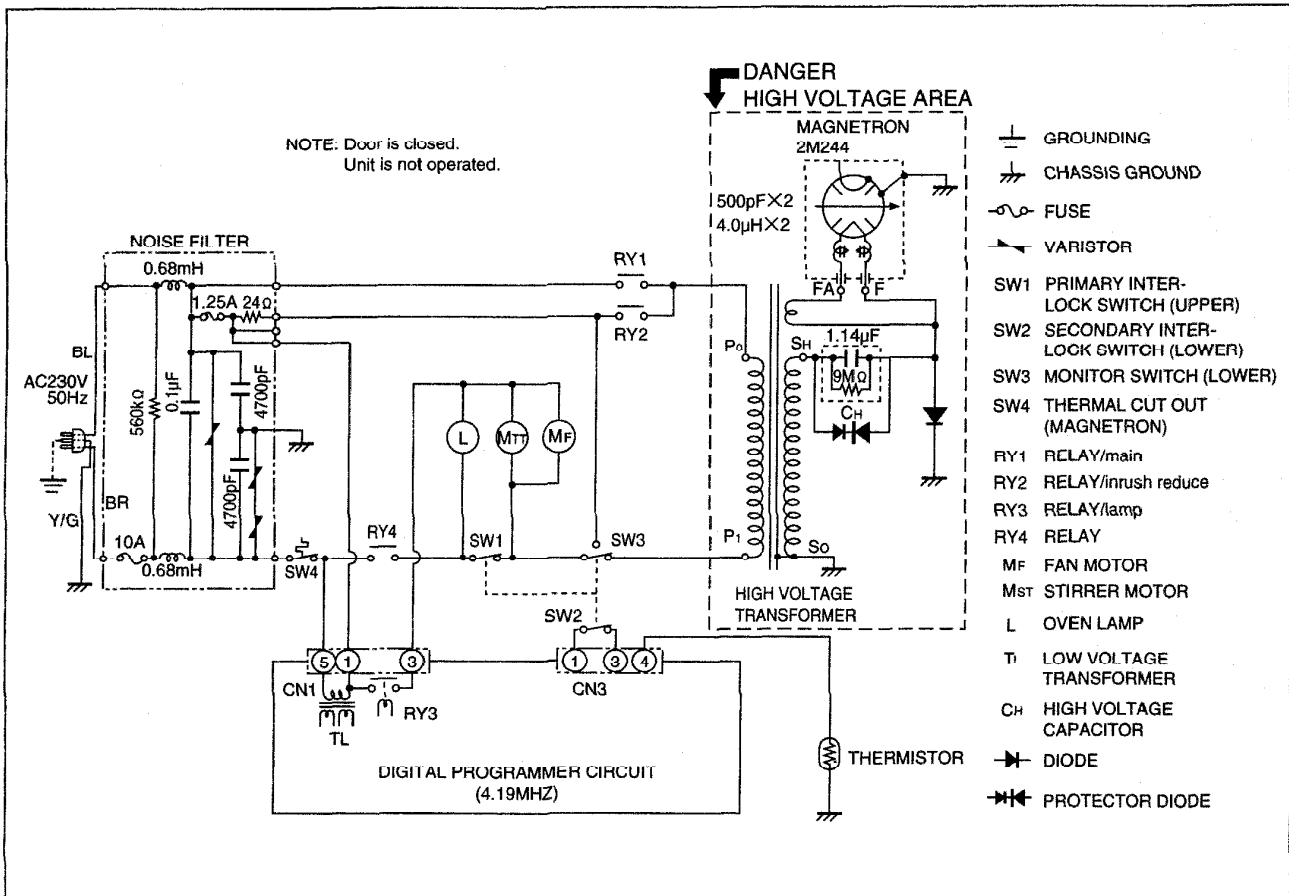 DANGER
HIGH VOLTAGE AREA
NOTE: Door is closed.
Unit is not operated.
MAGNETRON
2M244
500pF×2
4.0μH×2
FA
F
NOISE FILTER
0.68mH
1.25A
24Ω
BL
AC230V
50Hz
560kΩ
0.1μF
4700pF
4700pF
BR
Y/G
10A
0.68mH
SW4
RY1
RY2
L
MTT
MF
RY4
SW1
SW3
SW2
P0
P1
SH
1.14μF
9MΩ
CH
SO
HIGH VOLTAGE
TRANSFORMER
5
1
3
CN1
RY3
TL
1
3
4
CN3
DIGITAL PROGRAMMER CIRCUIT
(4.19MHZ)
THERMISTOR
GROUNDING
CHASSIS GROUND
FUSE
VARISTOR
SW1 PRIMARY INTER-
LOCK SWITCH (UPPER)
SW2 SECONDARY INTER-
LOCK SWITCH (LOWER)
SW3 MONITOR SWITCH (LOWER)
SW4 THERMAL CUT OUT
(MAGNETRON)
RY1 RELAY/main
RY2 RELAY/inrush reduce
RY3 RELAY/lamp
RY4 RELAY
MF FAN MOTOR
MST STIRRER MOTOR
L OVEN LAMP
TL LOW VOLTAGE
TRANSFORMER
CH HIGH VOLTAGE
CAPACITOR
DIODE
PROTECTOR DIODE